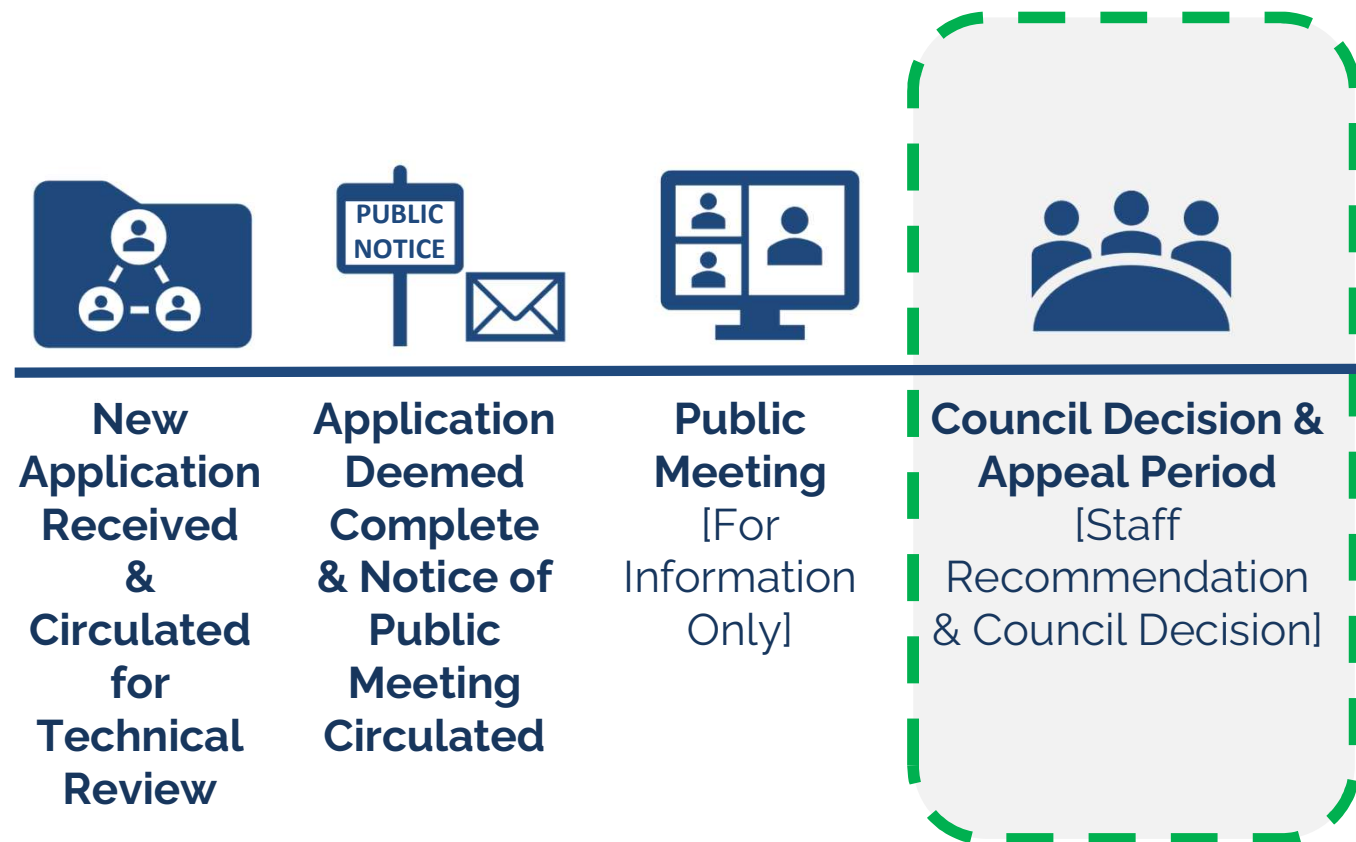 PUBLIC
NOTICE
New
Application
Received
&
Circulated
for
Technical
Review
Application
Deemed
Complete
& Notice of
Public
Meeting
Circulated
Public
Meeting
[For
Information
Only]
Council Decision &
Appeal Period
[Staff
Recommendation
& Council Decision]